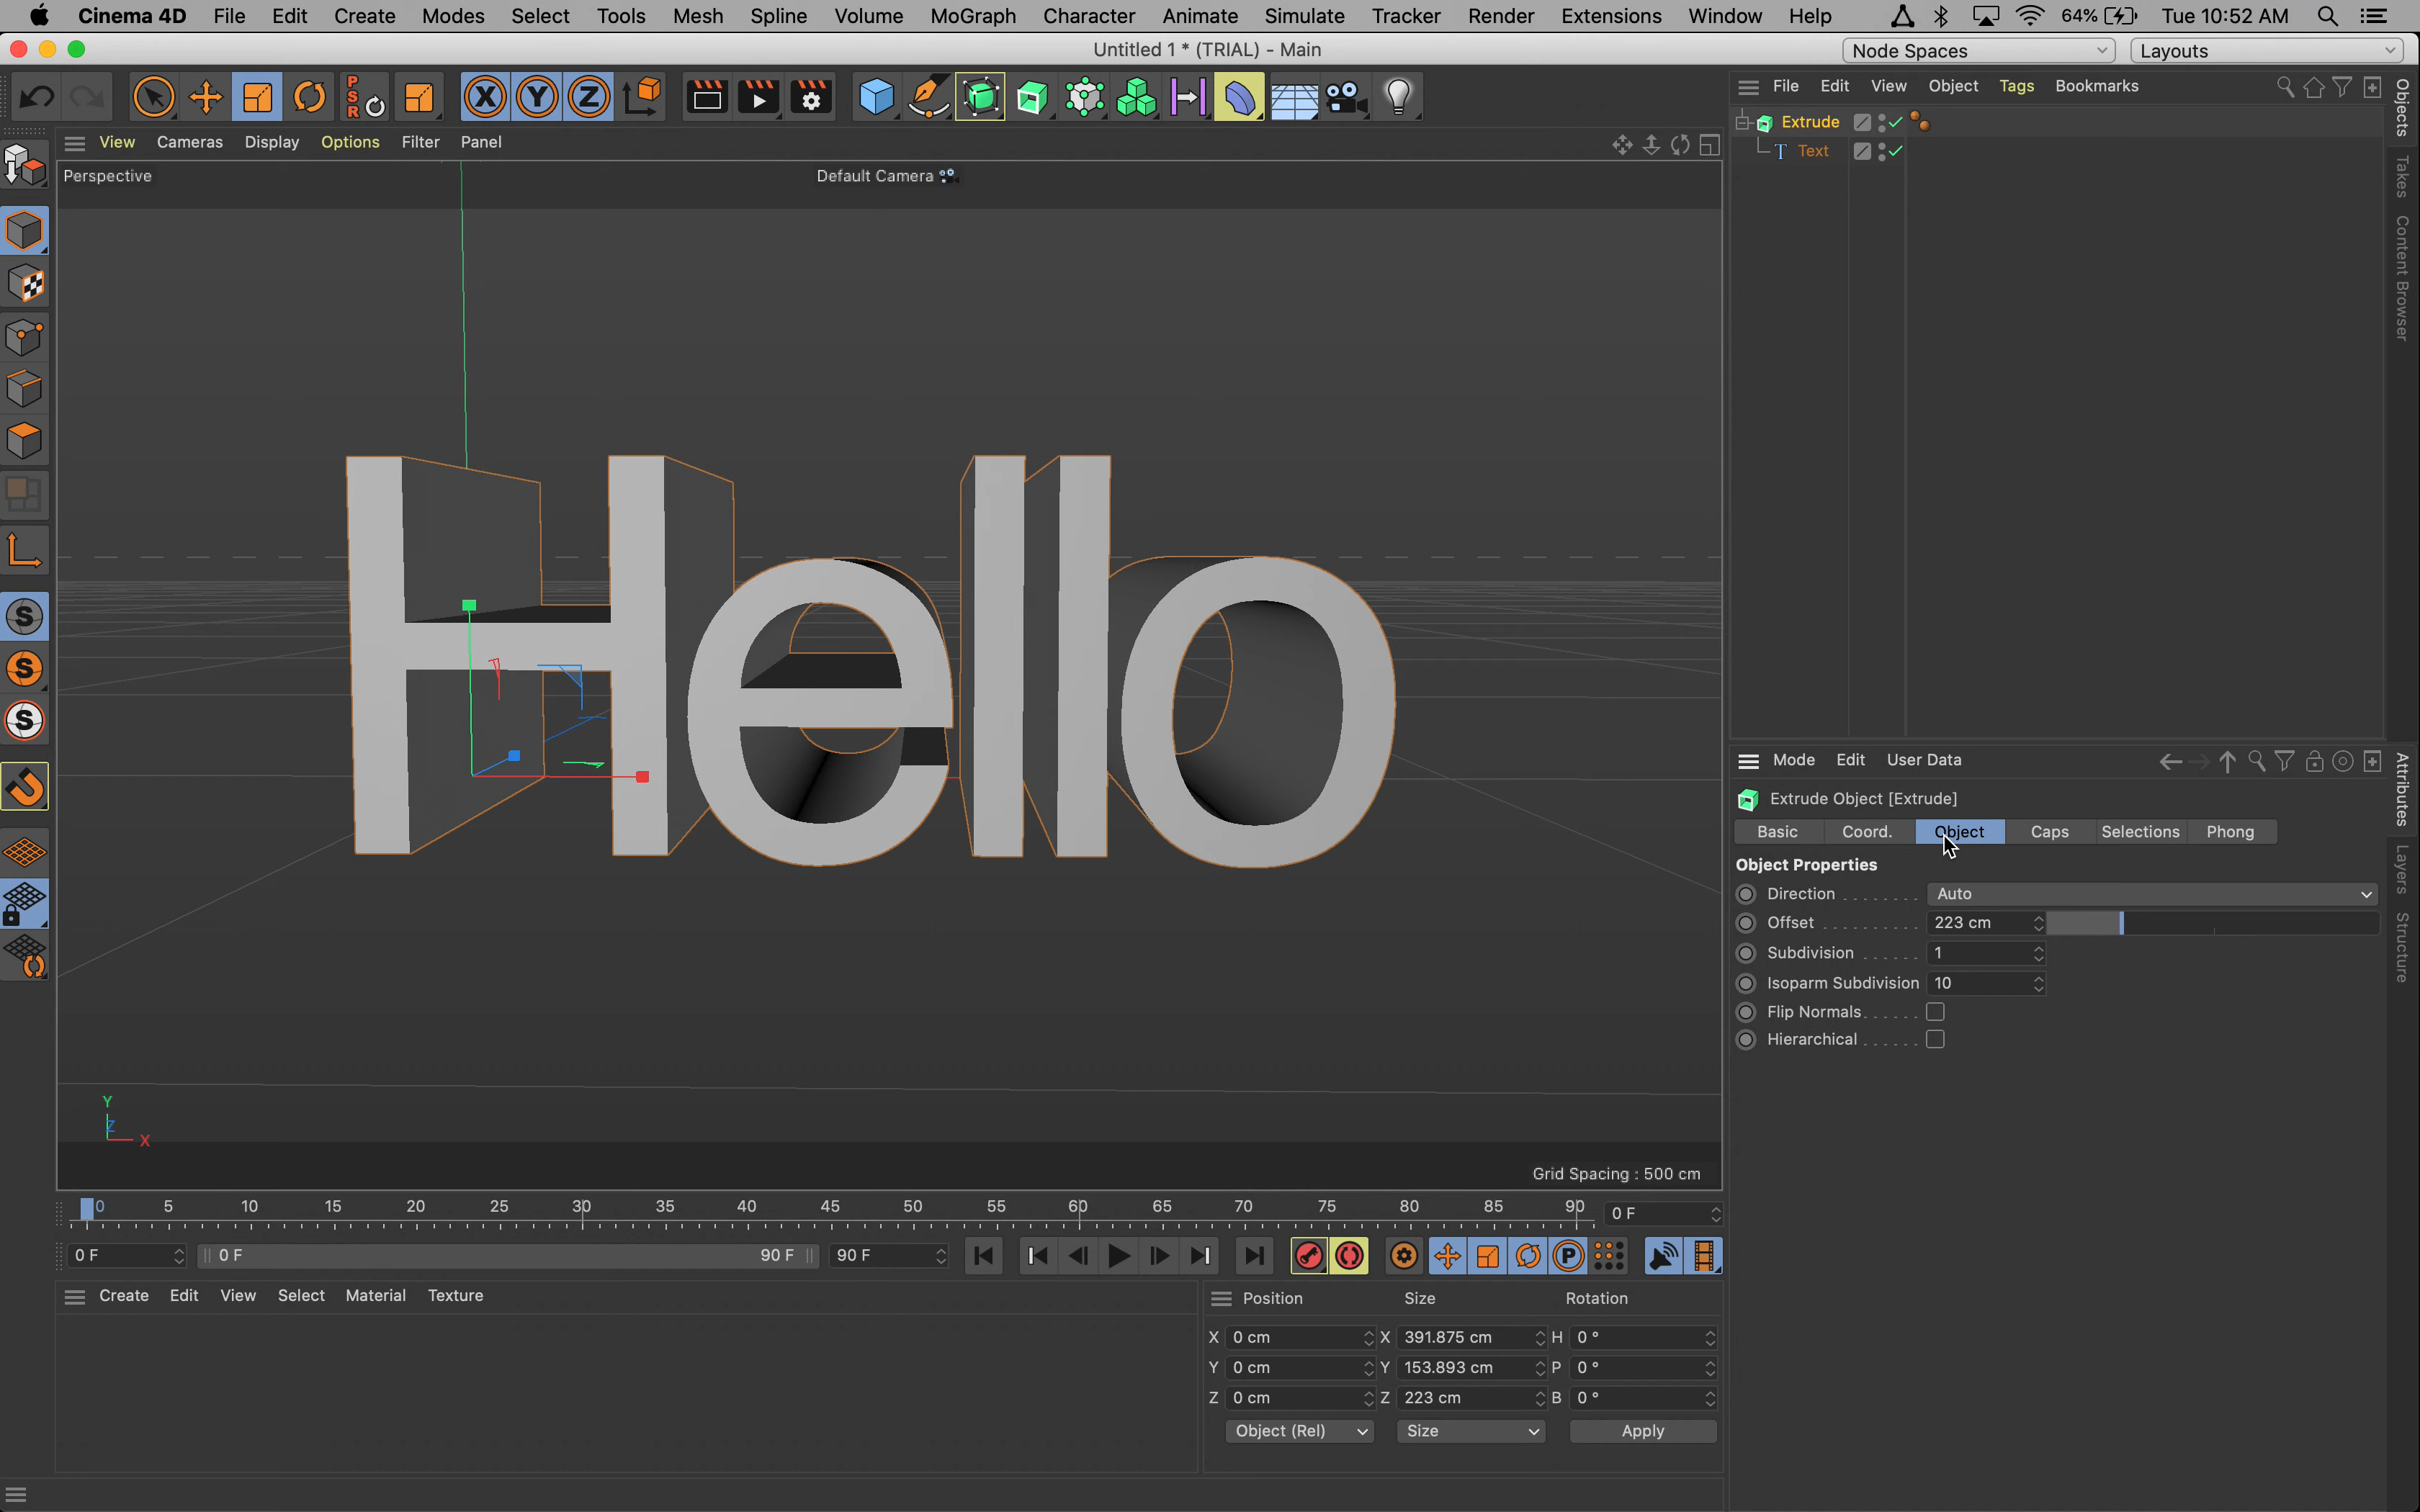 Cinema 4D File Edit Create Modes Select Tools Mesh Spline Volume MoGraph Character Animate Simulate Tracker Render Extensions Window Help 64% Tue 10:52 AM
Untitled 1 * (TRIAL) - Main
Node Spaces
Layouts
PSR
X Y Z
File Edit View Object Tags Bookmarks
View Cameras Display Options Filter Panel
Extrude
T Text
Perspective
Default Camera
Objects
Takes
Content Browser
Hello
S
S
S
Y
Z
X
Grid Spacing : 500 cm
Mode Edit User Data
Extrude Object [Extrude]
Basic Coord. Object Caps Selections Phong
Object Properties
Direction . . . . . . . . Auto
Offset . . . . . . . . . . 223 cm
Subdivision . . . . . . 1
Isoparm Subdivision 10
Flip Normals. . . . . .
Hierarchical . . . . . .
Attributes
Layers
Structure
0 5 10 15 20 25 30 35 40 45 50 55 60 65 70 75 80 85 90 0 F
0 F 0 F 90 F 90 F P
Create Edit View Select Material Texture
Position Size Rotation
X 0 cm X 391.875 cm H 0 °
Y 0 cm Y 153.893 cm P 0 °
Z 0 cm Z 223 cm B 0 °
Object (Rel) Size Apply